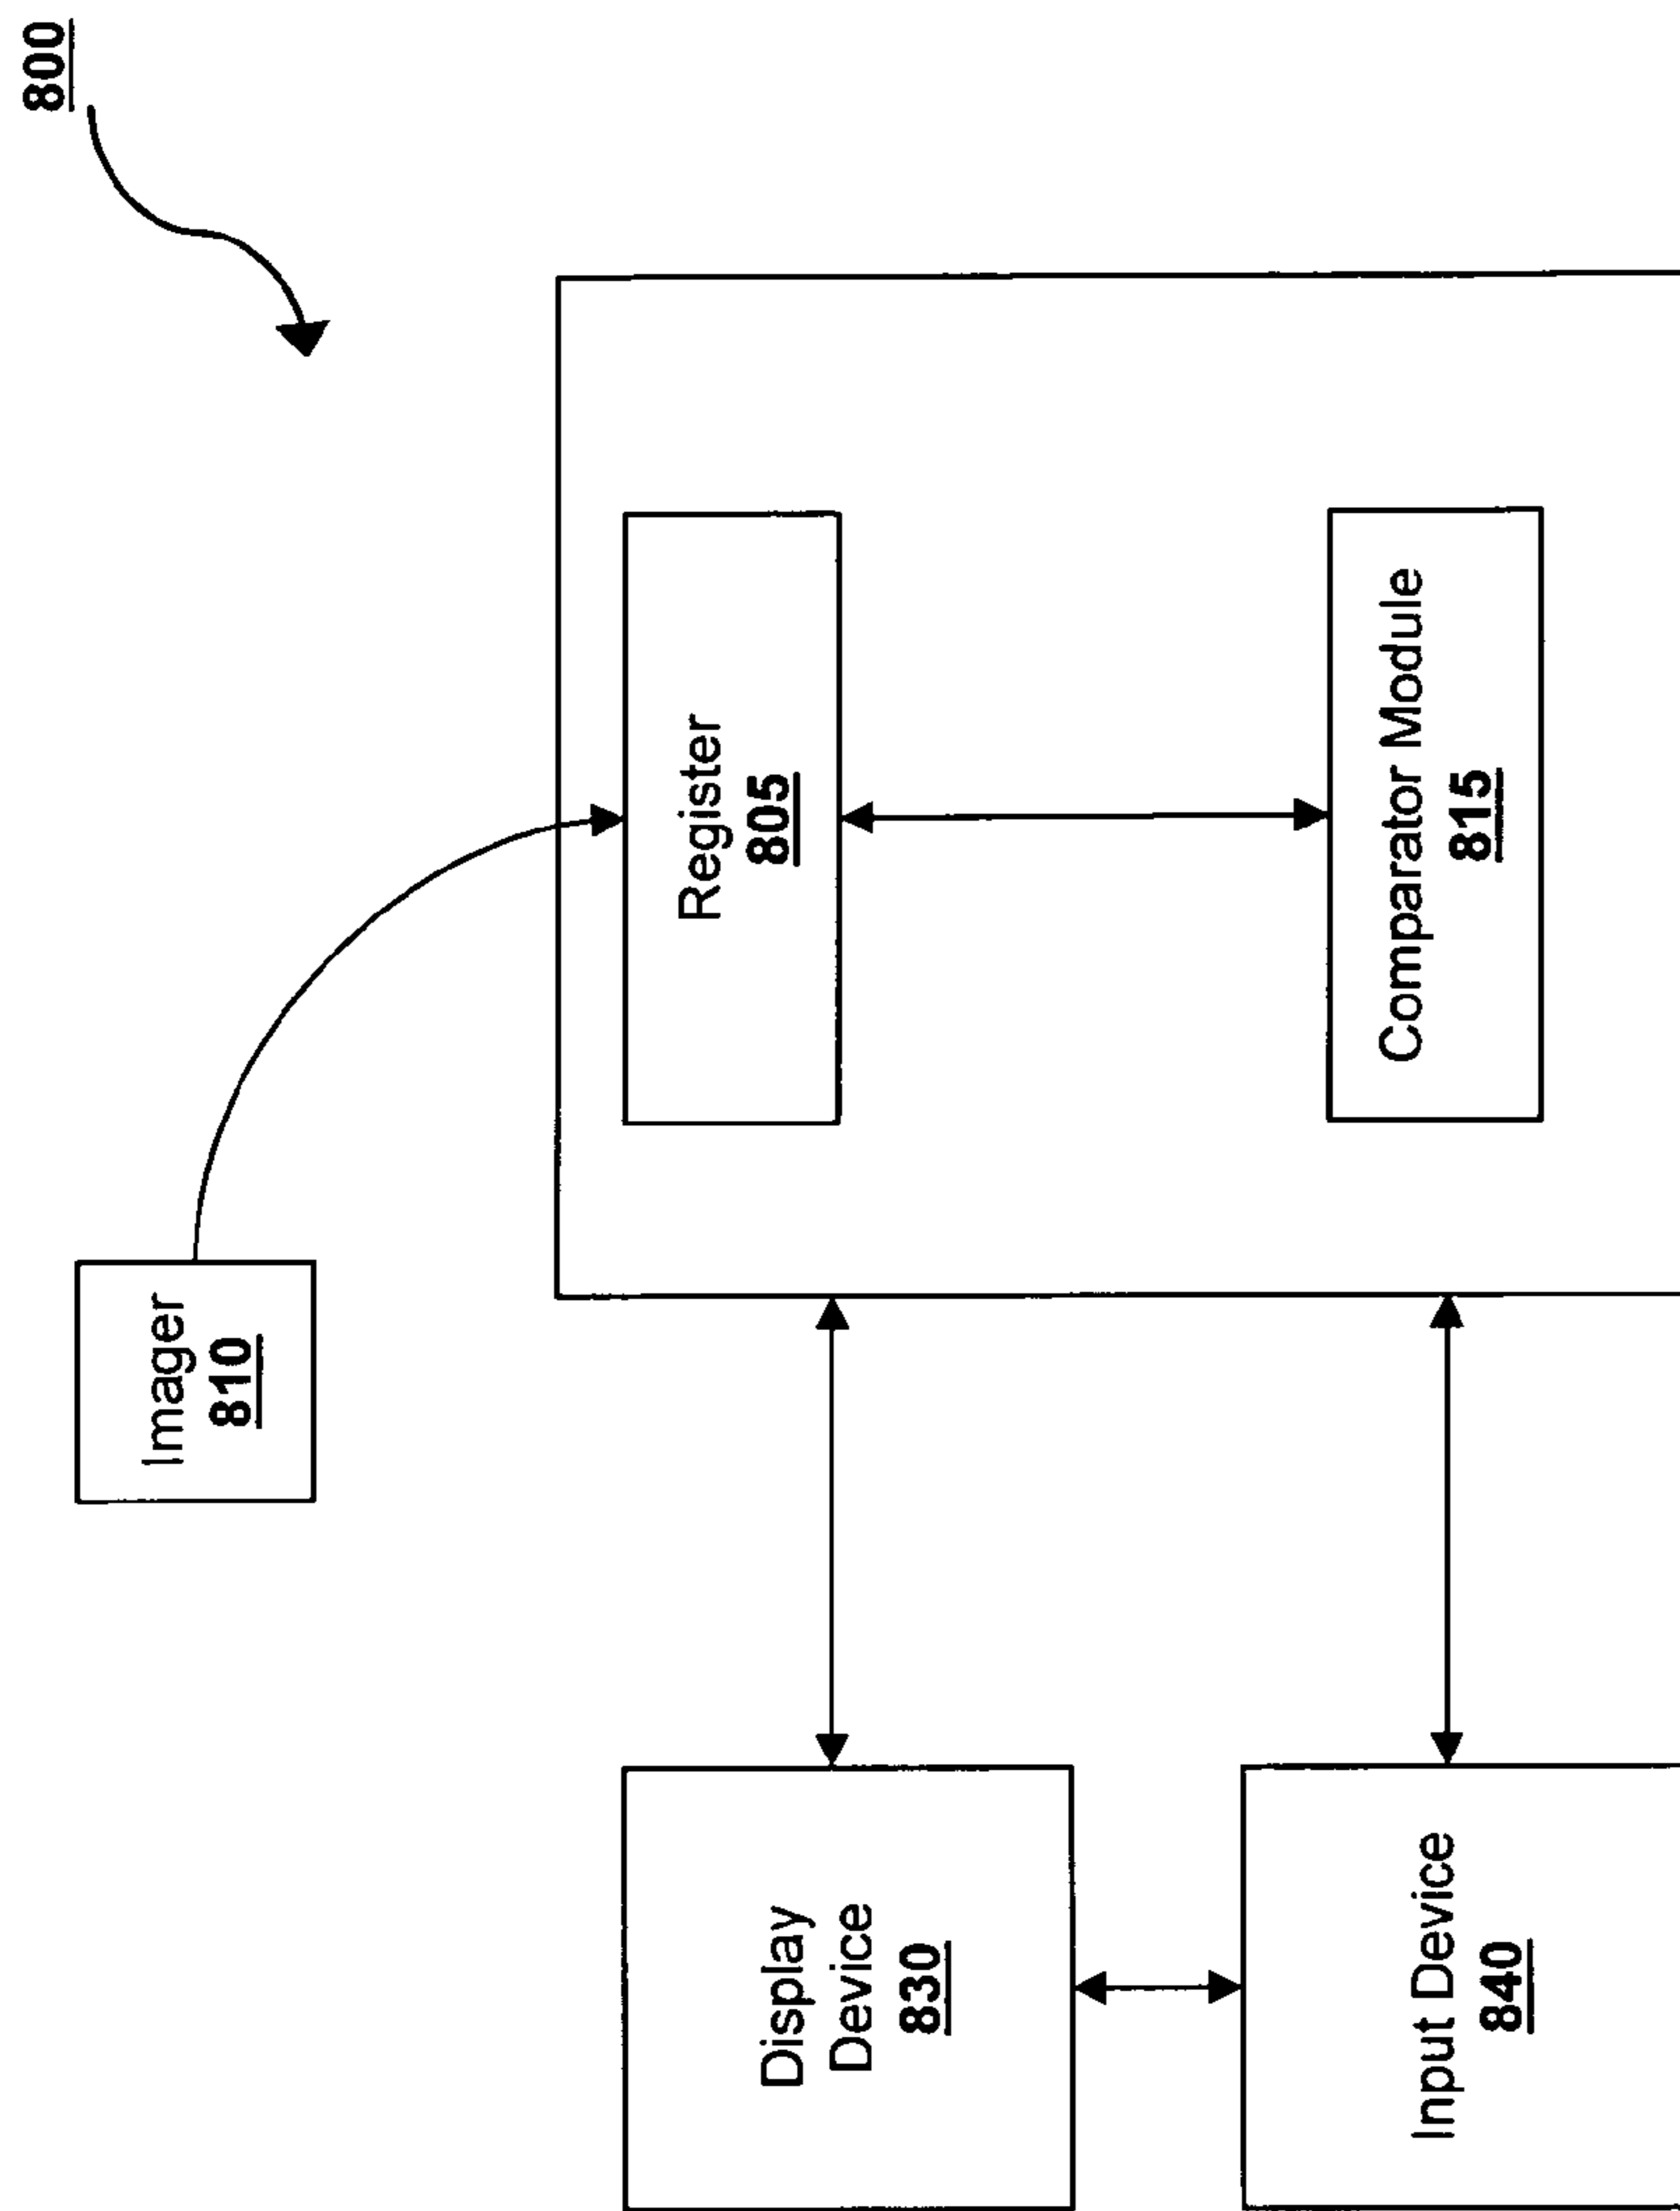 800
Imager
810
Register
805
Comparator Module
815
Display
Device
830
Input Device
840